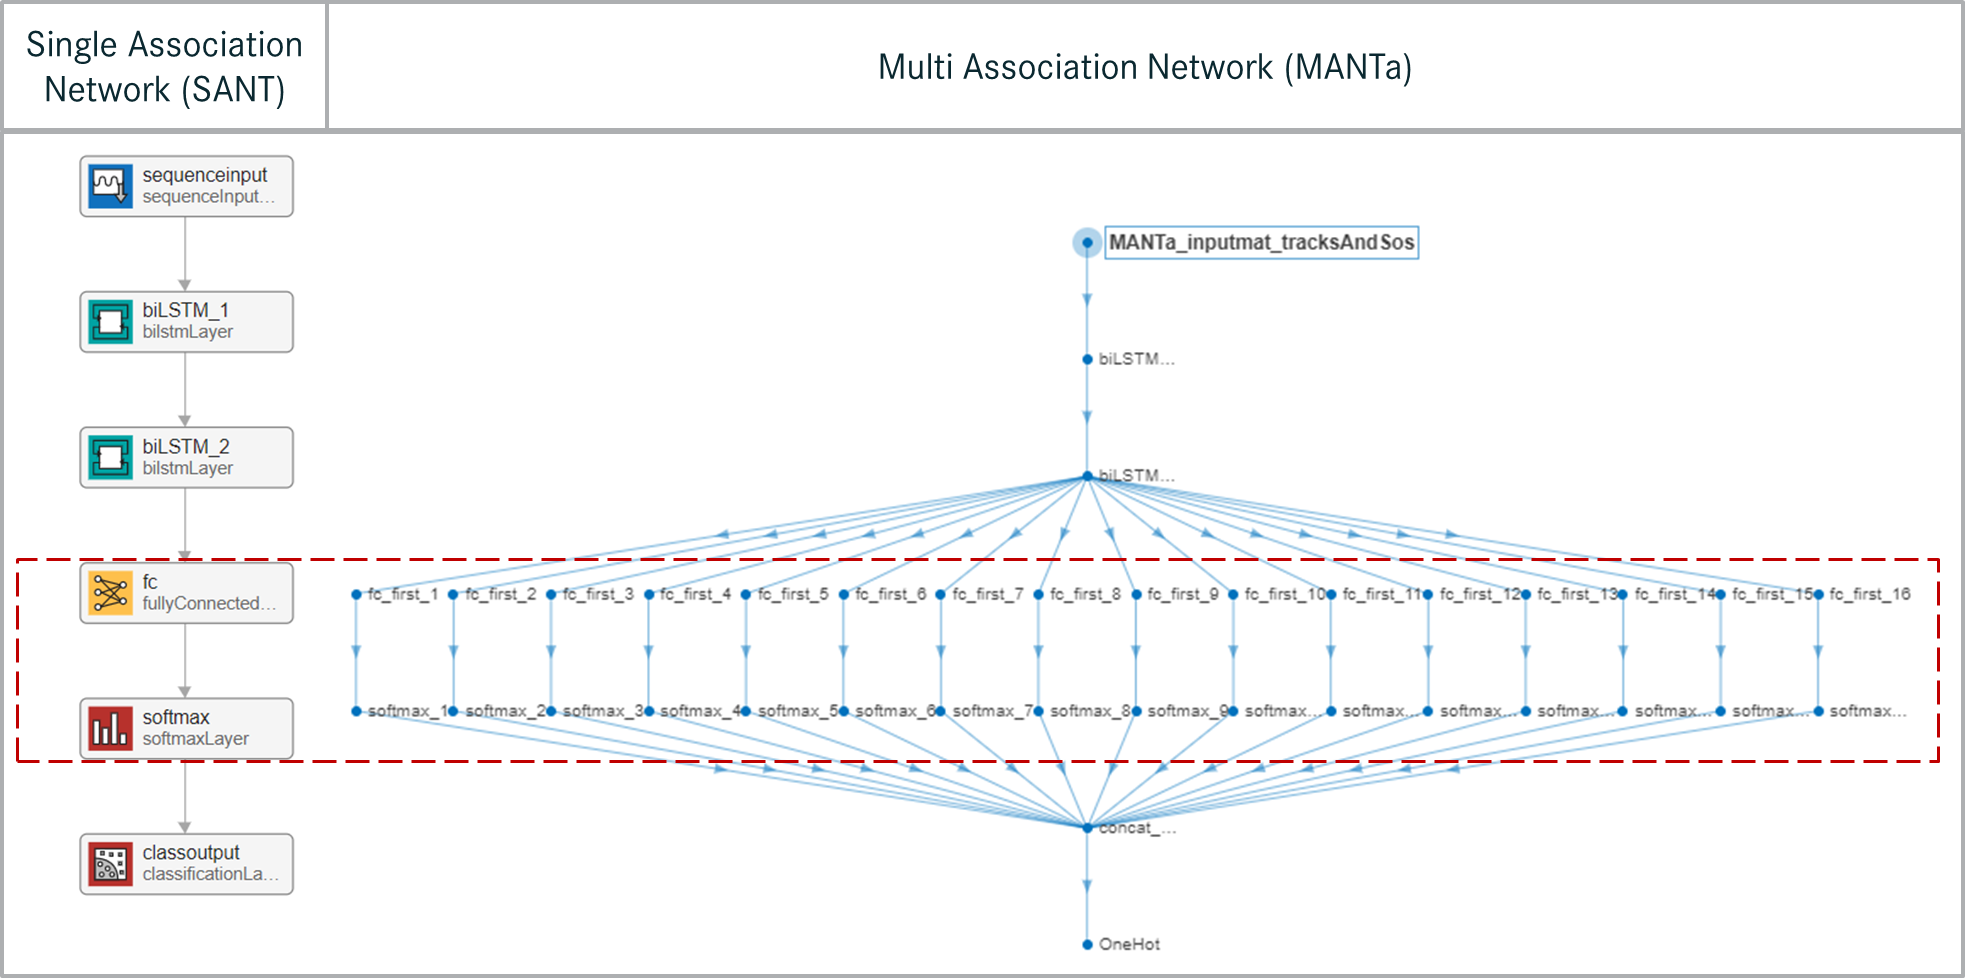 Single Association
Network (SANT)
Multi Association Network (MANTa)
sequenceinput
sequenceInput...
biLSTM_1
bilstmLayer
biLSTM_2
bilstmLayer
fc
fullyConnected...
softmax
softmaxLayer
classoutput
classificationLa...
MANTa_inputmat_tracksAndSos
biLSTM...
biLSTM...
fc_first_1 fc_first_2 fc_first_3 fc_first_4 fc_first_5 fc_first_6 fc_first_7 fc_first_8 fc_first_9 fc_first_10 fc_first_11 fc_first_12 fc_first_13 fc_first_14 fc_first_15 fc_first_16
softmax_1 softmax_2 softmax_3 softmax_4 softmax_5 softmax_6 softmax_7 softmax_8 softmax_9 softmax... softmax... softmax... softmax... softmax... softmax... softmax...
concat_...
OneHot